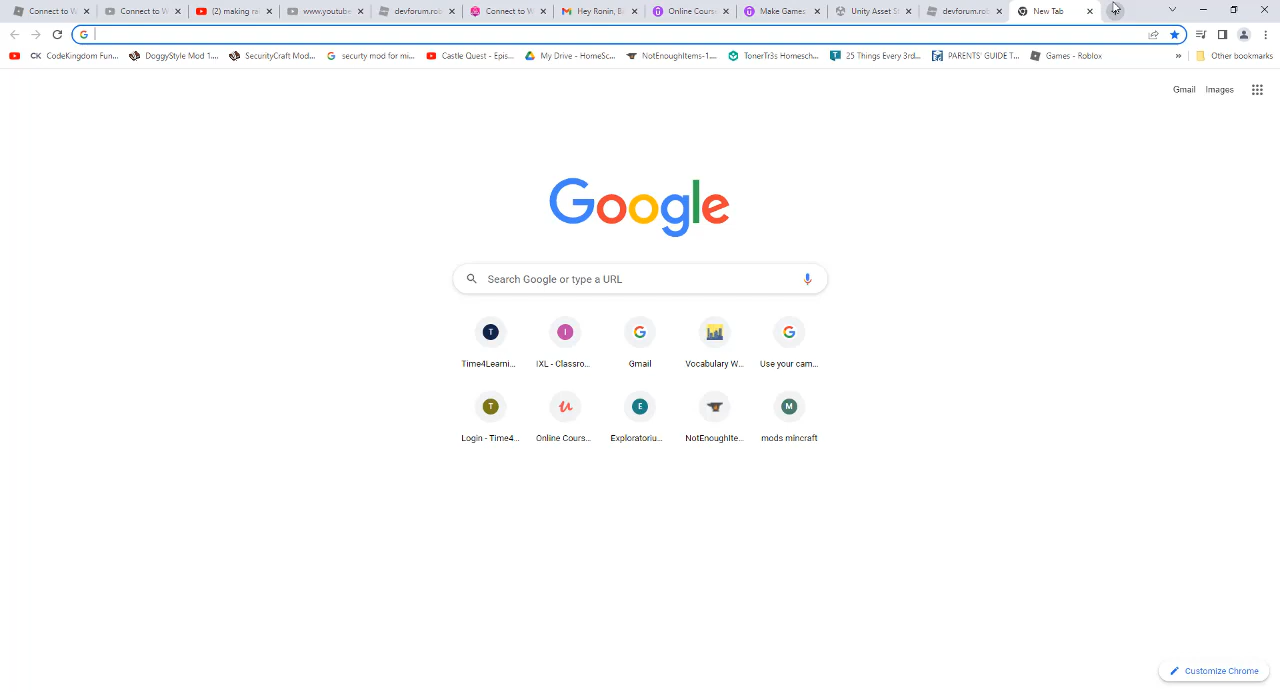 Connect to W
Connect to W
(2) making ra
www.youtube
devforum.rob
Connect to W
Hey Ronin, B
Online Cours
Make Games
Unity Asset St
devforum.rob
New Tab
CK CodeKingdom Fun...
DoggyStyle Mod 1....
SecurityCraft Mod...
securty mod for mi...
Castle Quest - Epis...
My Drive - HomeSc...
NotEnoughItems-1....
TonerTr3s Homesch...
25 Things Every 3rd...
PARENTS' GUIDE T...
Games - Roblox
»
Other bookmarks
Gmail
Images
Google
Search Google or type a URL
T
I
Time4Learni...
IXL - Classro...
Gmail
Vocabulary W...
Use your cam...
T
E
M
Login - Time4...
Online Cours...
Exploratoriu...
NotEnoughIte...
mods mincraft
Customize Chrome